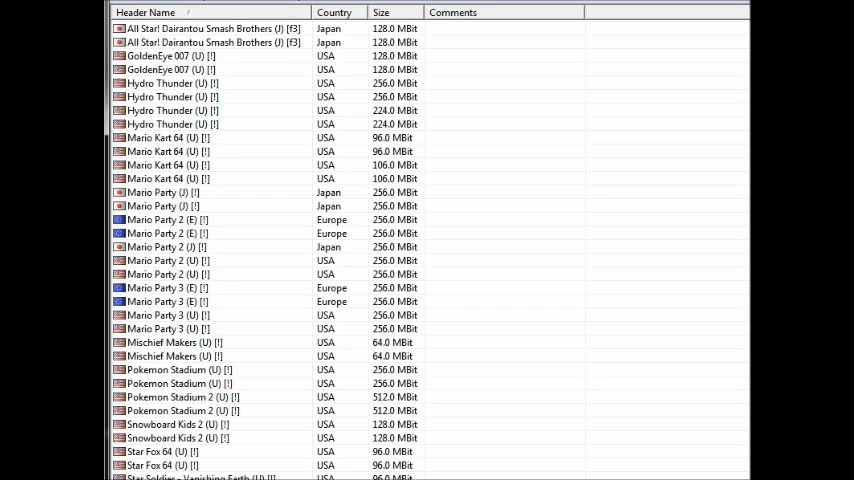 Header Name / Country Size Comments
All Star! Dairantou Smash Brothers (J) [f3] Japan 128.0 MBit
All Star! Dairantou Smash Brothers (J) [f3] Japan 128.0 MBit
GoldenEye 007 (U) [!] USA 128.0 MBit
GoldenEye 007 (U) [!] USA 128.0 MBit
Hydro Thunder (U) [!] USA 256.0 MBit
Hydro Thunder (U) [!] USA 256.0 MBit
Hydro Thunder (U) [!] USA 224.0 MBit
Hydro Thunder (U) [!] USA 224.0 MBit
Mario Kart 64 (U) [!] USA 96.0 MBit
Mario Kart 64 (U) [!] USA 96.0 MBit
Mario Kart 64 (U) [!] USA 106.0 MBit
Mario Kart 64 (U) [!] USA 106.0 MBit
Mario Party (J) [!] Japan 256.0 MBit
Mario Party (J) [!] Japan 256.0 MBit
Mario Party 2 (E) [!] Europe 256.0 MBit
Mario Party 2 (E) [!] Europe 256.0 MBit
Mario Party 2 (J) [!] Japan 256.0 MBit
Mario Party 2 (U) [!] USA 256.0 MBit
Mario Party 2 (U) [!] USA 256.0 MBit
Mario Party 3 (E) [!] Europe 256.0 MBit
Mario Party 3 (E) [!] Europe 256.0 MBit
Mario Party 3 (U) [!] USA 256.0 MBit
Mario Party 3 (U) [!] USA 256.0 MBit
Mischief Makers (U) [!] USA 64.0 MBit
Mischief Makers (U) [!] USA 64.0 MBit
Pokemon Stadium (U) [!] USA 256.0 MBit
Pokemon Stadium (U) [!] USA 256.0 MBit
Pokemon Stadium 2 (U) [!] USA 512.0 MBit
Pokemon Stadium 2 (U) [!] USA 512.0 MBit
Snowboard Kids 2 (U) [!] USA 128.0 MBit
Snowboard Kids 2 (U) [!] USA 128.0 MBit
Star Fox 64 (U) [!] USA 96.0 MBit
Star Fox 64 (U) [!] USA 96.0 MBit
Star Soldier - Vanishing Earth (U) [!] USA 96.0 MBit